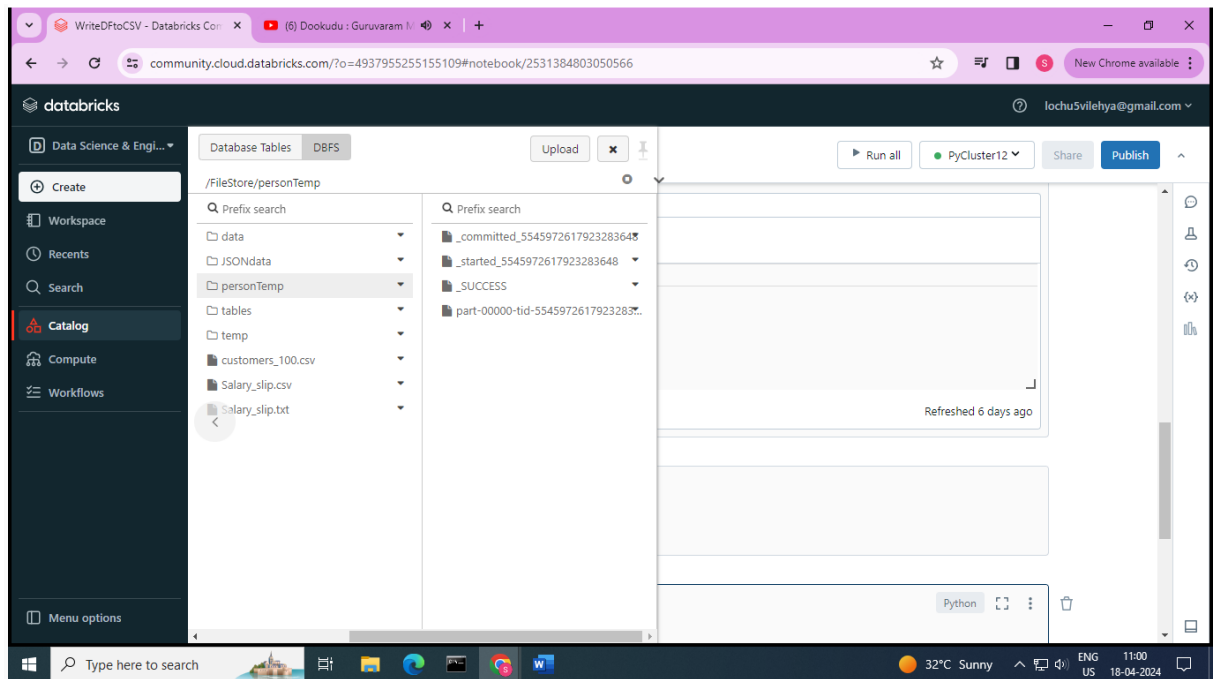 WriteDFtoCSV - Databricks Com
(6) Dookudu : Guruvaram M
community.cloud.databricks.com/?o=4937955255155109#notebook/2531384803050566
S
New Chrome available
databricks
lochu5vilehya@gmail.com
D Data Science & Engi...
Database Tables
DBFS
Upload
Run all
PyCluster12
Share
Publish
Create
/FileStore/personTemp
Prefix search
Prefix search
Workspace
data
_committed_5545972617923283648
Recents
JSONdata
_started_5545972617923283648
Search
personTemp
_SUCCESS
tables
part-00000-tid-5545972617923283...
Catalog
temp
Compute
customers_100.csv
Workflows
Salary_slip.csv
Salary_slip.txt
Refreshed 6 days ago
Python
Menu options
Type here to search
32°C Sunny
ENG
US
11:00
18-04-2024